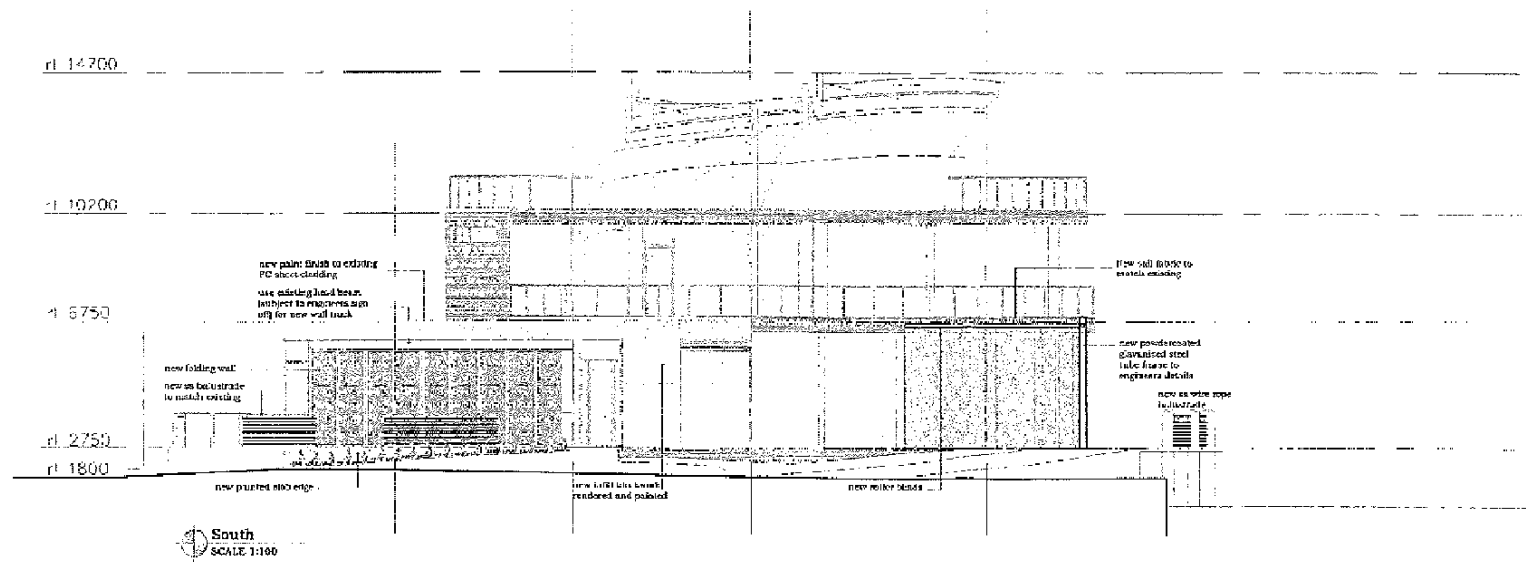 rl 14700
rl 10200
new paint finish to existing
FC sheet cladding
use existing head beam
(subject to engineers sign
off) for new wall track
new sail fabric to
match existing
rl 6750
new folding wall
new ss balustrade
to match existing
new powdercoated
glavanised steel
tube frame to
engineers details
new ss wire rope
balustrade
rl 2750
rl 1800
new painted slab edge
new infill
rendered and painted
new roller blinds
South
SCALE 1:100